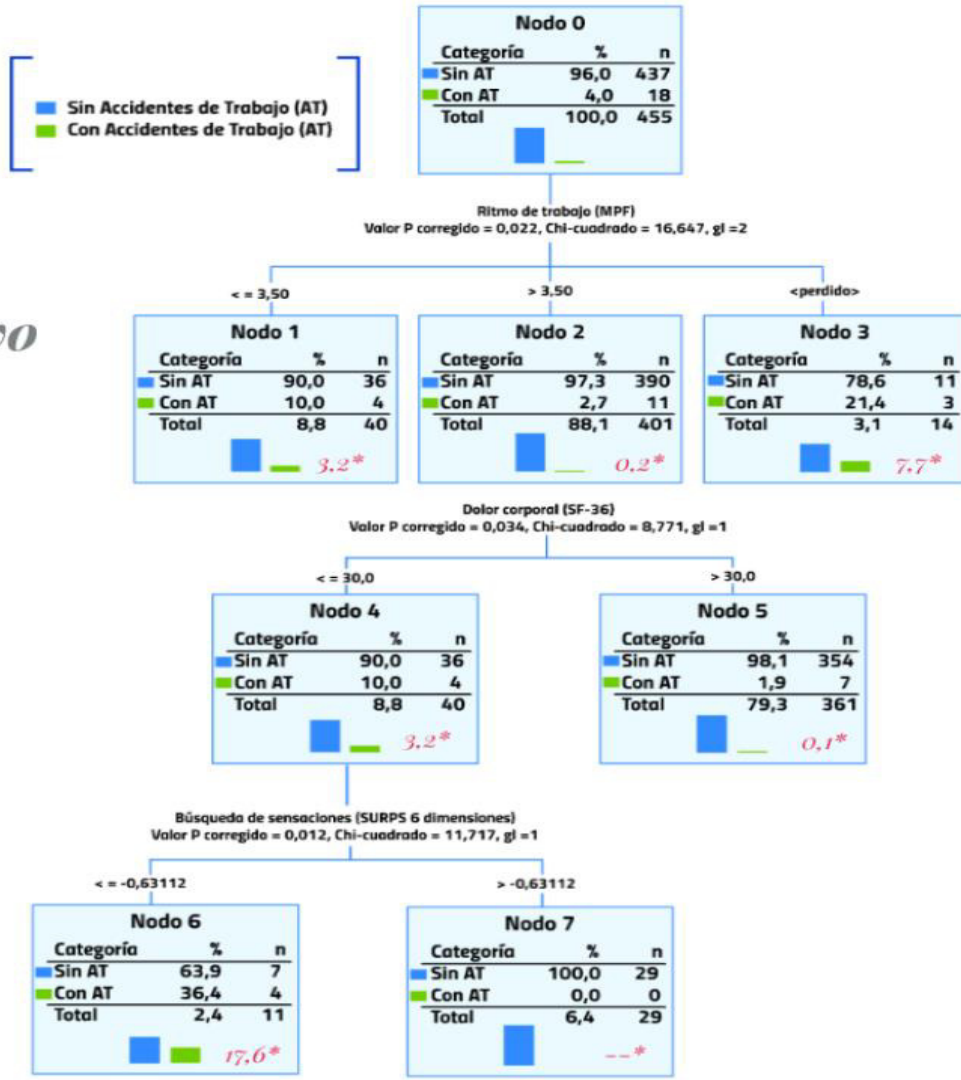 Nodo 0
Categoría % n
Sin AT 96,0 437
Con AT 4,0 18
Total 100,0 455
Sin Accidentes de Trabajo (AT)
Con Accidentes de Trabajo (AT)
Ritmo de trabajo (MPF)
Valor P corregido = 0,022, Chi-cuadrado = 16,647, gl =2
< = 3,50
> 3,50
<perdido>
vo
Nodo 1
Categoría % n
Sin AT 90,0 36
Con AT 10,0 4
Total 8,8 40
3,2*
Nodo 2
Categoría % n
Sin AT 97,3 390
Con AT 2,7 11
Total 88,1 401
0,2*
Nodo 3
Categoría % n
Sin AT 78,6 11
Con AT 21,4 3
Total 3,1 14
7,7*
Dolor corporal (SF-36)
Valor P corregido = 0,034, Chi-cuadrado = 8,771, gl =1
< = 30,0
> 30,0
Nodo 4
Categoría % n
Sin AT 90,0 36
Con AT 10,0 4
Total 8,8 40
3,2*
Nodo 5
Categoría % n
Sin AT 98,1 354
Con AT 1,9 7
Total 79,3 361
0,1*
Búsqueda de sensaciones (SURPS 6 dimensiones)
Valor P corregido = 0,012, Chi-cuadrado = 11,717, gl =1
< = -0,63112
> -0,63112
Nodo 6
Categoría % n
Sin AT 63,9 7
Con AT 36,4 4
Total 2,4 11
17,6*
Nodo 7
Categoría % n
Sin AT 100,0 29
Con AT 0,0 0
Total 6,4 29
--*